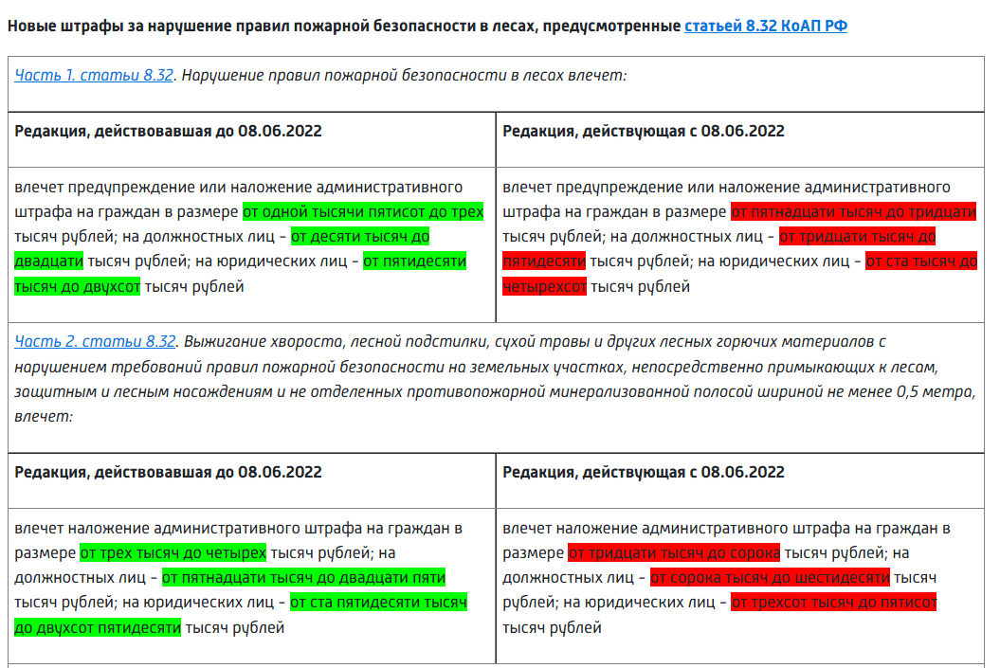 Новые штрафы за нарушение правил пожарной безопасности в лесах, предусмотренные статьей 8.32 КоАП РФ
Часть 1. статьи 8.32. Нарушение правил пожарной безопасности в лесах влечет:
Редакция, действовавшая до 08.06.2022
Редакция, действующая с 08.06.2022
влечет предупреждение или наложение административного
штрафа на граждан в размере от одной тысячи пятисот до трех
тысяч рублей; на должностных лиц – от десяти тысяч до
двадцати тысяч рублей; на юридических лиц – от пятидесяти
тысяч до двухсот тысяч рублей
влечет предупреждение или наложение административного
штрафа на граждан в размере от пятнадцати тысяч до тридцати
тысяч рублей; на должностных лиц – от тридцати тысяч до
пятидесяти тысяч рублей; на юридических лиц – от ста тысяч до
четырехсот тысяч рублей
Часть 2. статьи 8.32. Выжигание хвороста, лесной подстилки, сухой травы и других лесных горючих материалов с
нарушением требований правил пожарной безопасности на земельных участках, непосредственно примыкающих к лесам,
защитным и лесным насаждениям и не отделенных противопожарной минерализованной полосой шириной не менее 0,5 метра,
влечет:
Редакция, действовавшая до 08.06.2022
Редакция, действующая с 08.06.2022
влечет наложение административного штрафа на граждан в
размере от трех тысяч до четырех тысяч рублей; на
должностных лиц – от пятнадцати тысяч до двадцати пяти
тысяч рублей; на юридических лиц – от ста пятидесяти тысяч
до двухсот пятидесяти тысяч рублей
влечет наложение административного штрафа на граждан в
размере от тридцати тысяч до сорока тысяч рублей; на
должностных лиц – от сорока тысяч до шестидесяти тысяч
рублей; на юридических лиц – от трехсот тысяч до пятисот
тысяч рублей